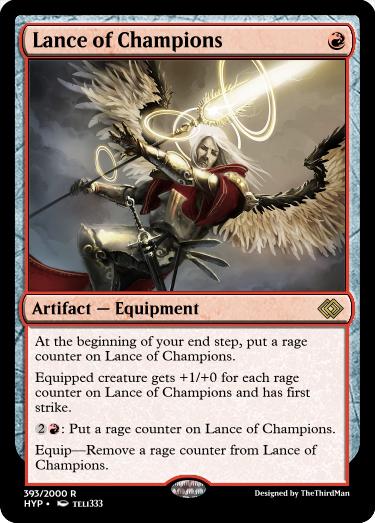 Lance of Champions
Artifact — Equipment
At the beginning of your end step, put a rage
counter on Lance of Champions.
Equipped creature gets +1/+0 for each rage
counter on Lance of Champions and has first
strike.
2: Put a rage counter on Lance of Champions.
Equip—Remove a rage counter from Lance of
Champions.
393/2000 R
HYP • TELI333
Designed by TheThirdMan